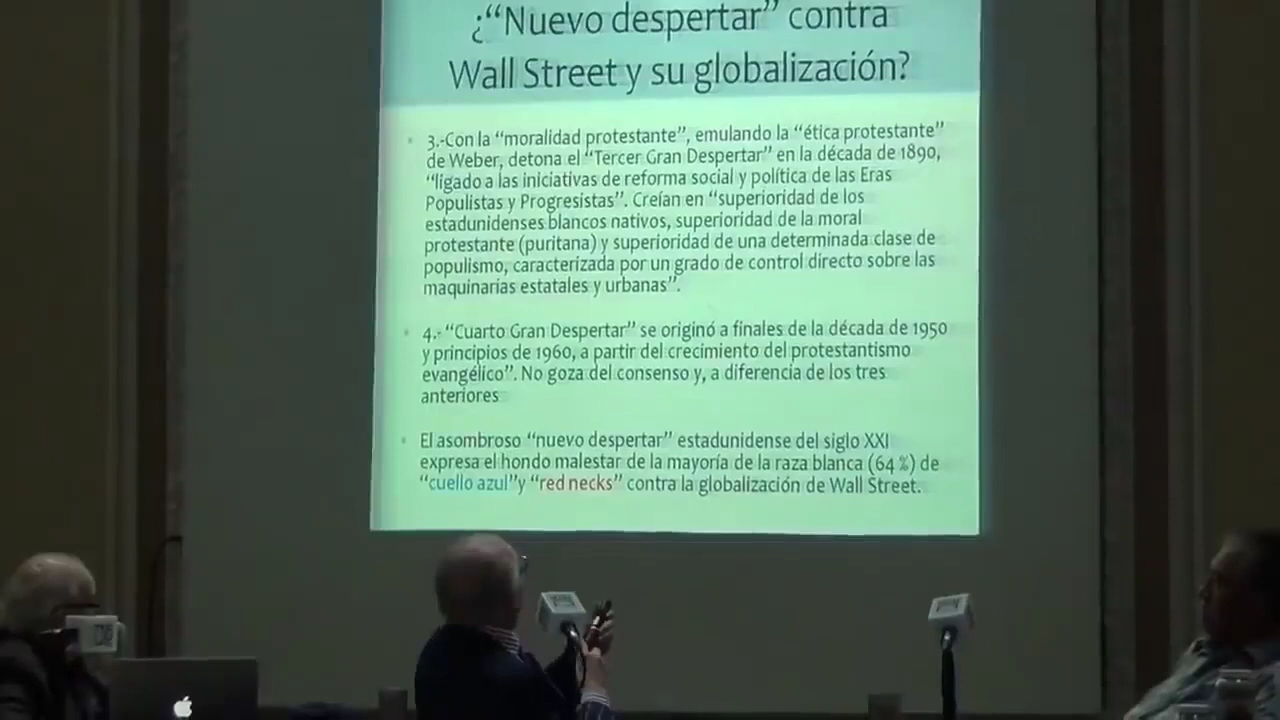 ¿“Nuevo despertar” contra
Wall Street y su globalización?
3.-Con la “moralidad protestante”, emulando la “ética protestante”
de Weber, detona el “Tercer Gran Despertar” en la década de 1890,
“ligado a las iniciativas de reforma social y política de las Eras
Populistas y Progresistas”. Creían en “superioridad de los
estadunidenses blancos nativos, superioridad de la moral
protestante (puritana) y superioridad de una determinada clase de
populismo, caracterizada por un grado de control directo sobre las
maquinarias estatales y urbanas”.
4.- “Cuarto Gran Despertar” se originó a finales de la década de 1950
y principios de 1960, a partir del crecimiento del protestantismo
evangélico”. No goza del consenso y, a diferencia de los tres
anteriores
El asombroso “nuevo despertar” estadunidense del siglo XXI
expresa el hondo malestar de la mayoría de la raza blanca (64 %) de
“cuello azul”y “red necks” contra la globalización de Wall Street.